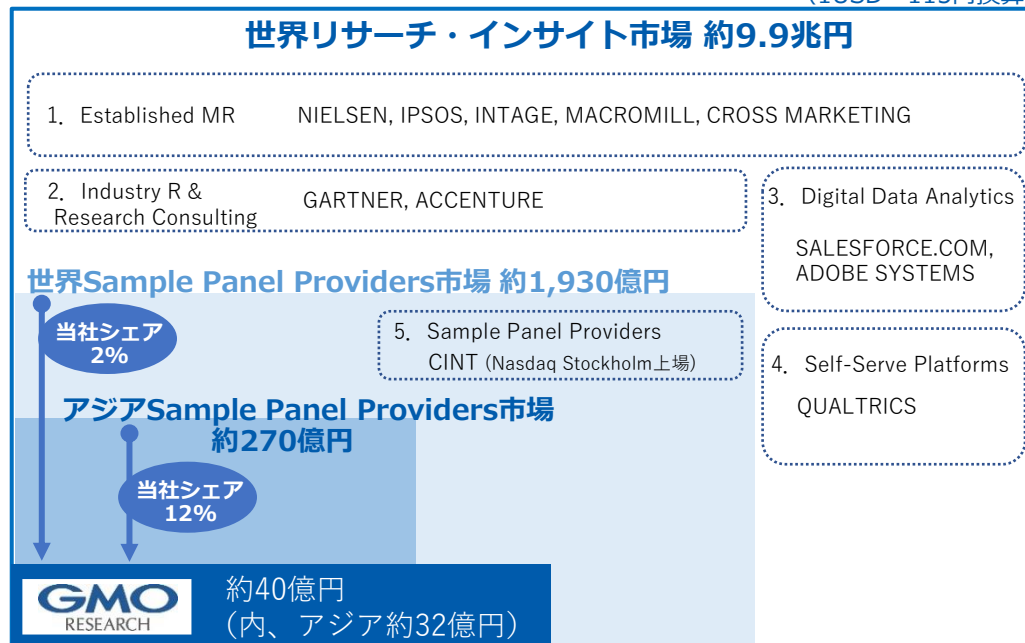 世界リサーチ・インサイト市場 約9.9兆円
1. Established MR NIELSEN, IPSOS, INTAGE, MACROMILL, CROSS MARKETING
2. Industry R &
Research Consulting
GARTNER, ACCENTURE
3. Digital Data Analytics
SALESFORCE.COM,
ADOBE SYSTEMS
世界Sample Panel Providers市場 約1,930億円
当社シェア
2%
5. Sample Panel Providers
CINT (Nasdaq Stockholm上場)
4. Self-Serve Platforms
QUALTRICS
アジアSample Panel Providers市場
約270億円
当社シェア
12%
GMO
RESEARCH
約40億円
(内、アジア約32億円)